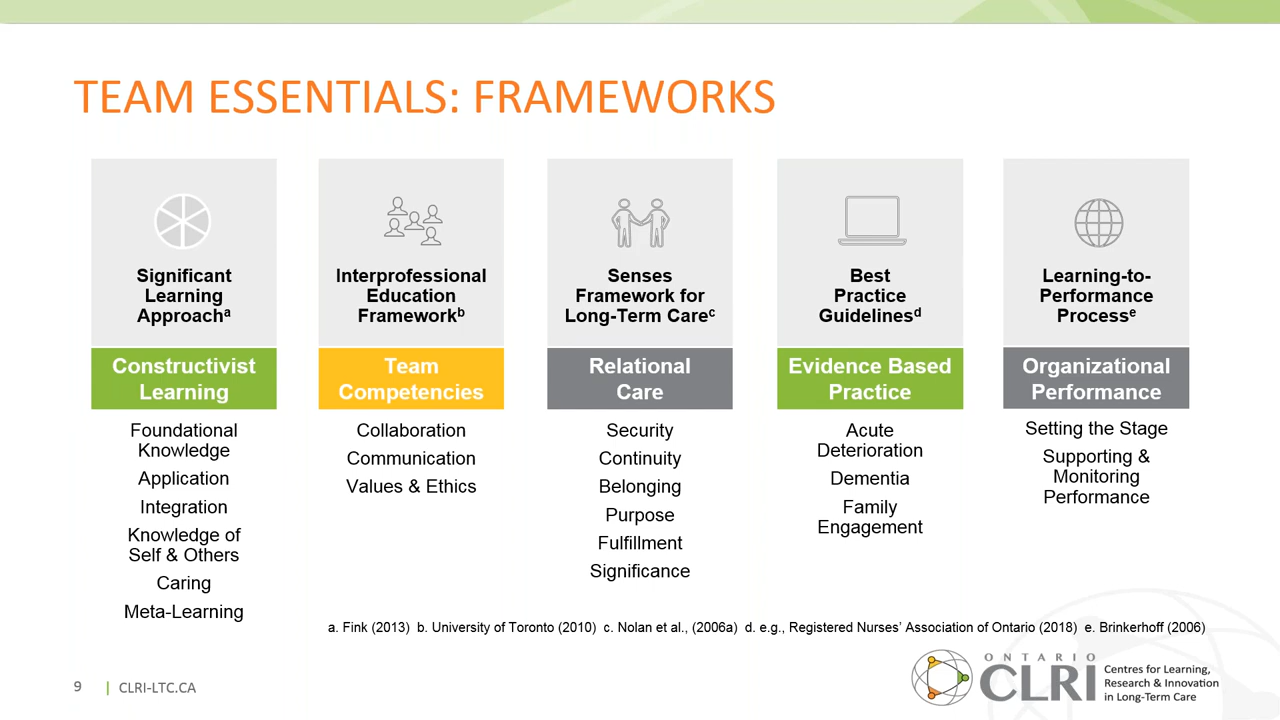 TEAM ESSENTIALS: FRAMEWORKS
Significant
Learning
Approachᵃ
Constructivist
Learning
Foundational
Knowledge
Application
Integration
Knowledge of
Self & Others
Caring
Meta-Learning
Interprofessional
Education
Frameworkᵇ
Team
Competencies
Collaboration
Communication
Values & Ethics
Senses
Framework for
Long-Term Careᶜ
Relational
Care
Security
Continuity
Belonging
Purpose
Fulfillment
Significance
Best
Practice
Guidelinesᵈ
Evidence Based
Practice
Acute
Deterioration
Dementia
Family
Engagement
Learning-to-
Performance
Processᵉ
Organizational
Performance
Setting the Stage
Supporting &
Monitoring
Performance
a. Fink (2013) b. University of Toronto (2010) c. Nolan et al., (2006a) d. e.g., Registered Nurses’ Association of Ontario (2018) e. Brinkerhoff (2006)
9 | CLRI-LTC.CA
ONTARIO
CLRI
Centres for Learning,
Research & Innovation
in Long-Term Care